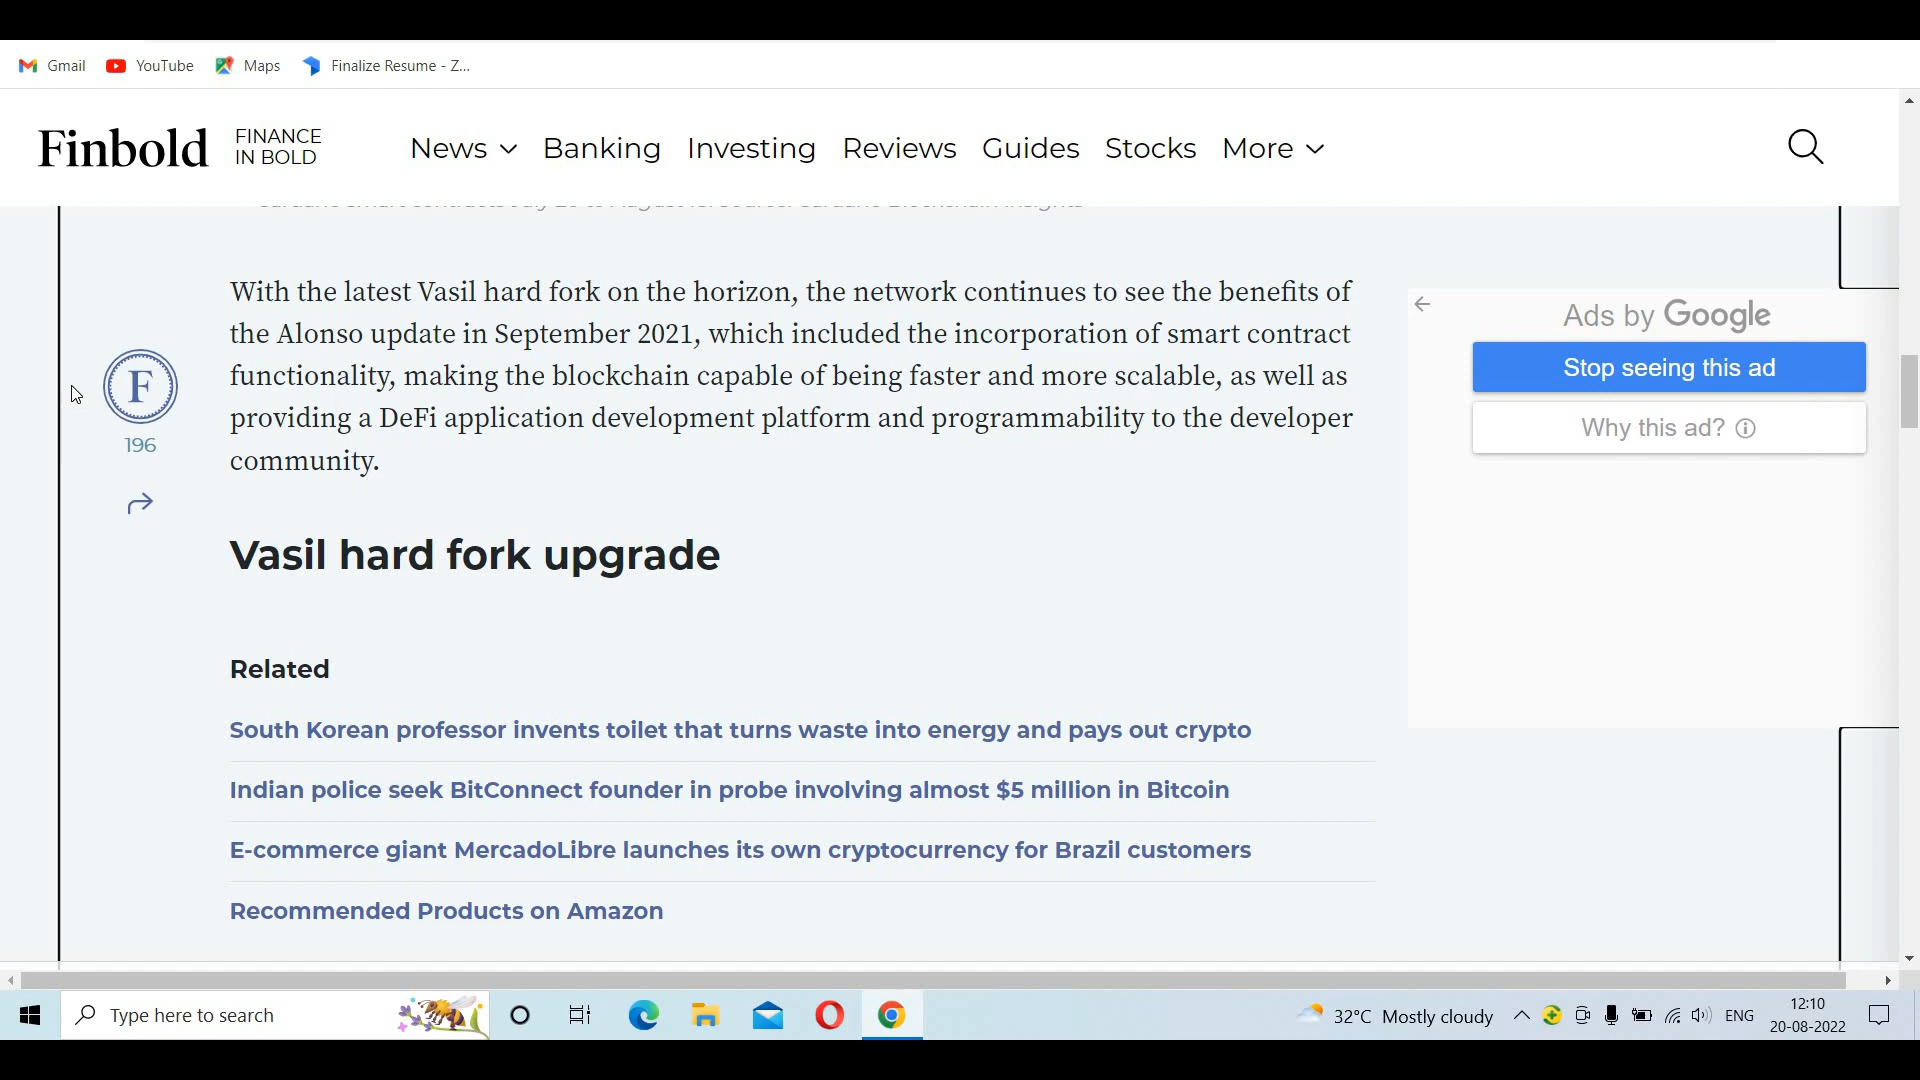 Gmail YouTube Maps Finalize Resume - Z...
Finbold
FINANCE
IN BOLD
News Banking Investing Reviews Guides Stocks More
With the latest Vasil hard fork on the horizon, the network continues to see the benefits of
the Alonso update in September 2021, which included the incorporation of smart contract
functionality, making the blockchain capable of being faster and more scalable, as well as
providing a DeFi application development platform and programmability to the developer
community.
F
196
Ads by Google
Stop seeing this ad
Why this ad?
Vasil hard fork upgrade
Related
South Korean professor invents toilet that turns waste into energy and pays out crypto
Indian police seek BitConnect founder in probe involving almost $5 million in Bitcoin
E-commerce giant MercadoLibre launches its own cryptocurrency for Brazil customers
Recommended Products on Amazon
Type here to search
32°C Mostly cloudy
ENG
12:10
20-08-2022